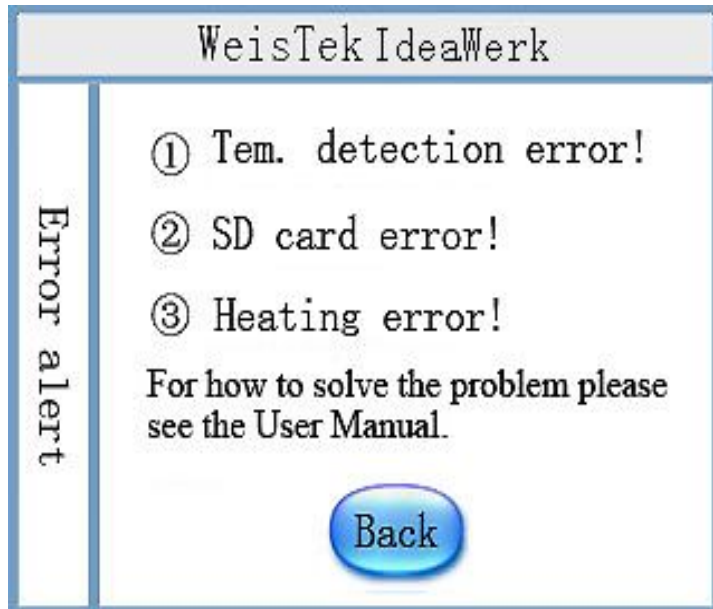 WeisTek IdeaWerk
Error alert
① Tem. detection error!
② SD card error!
③ Heating error!
For how to solve the problem please
see the User Manual.
Back